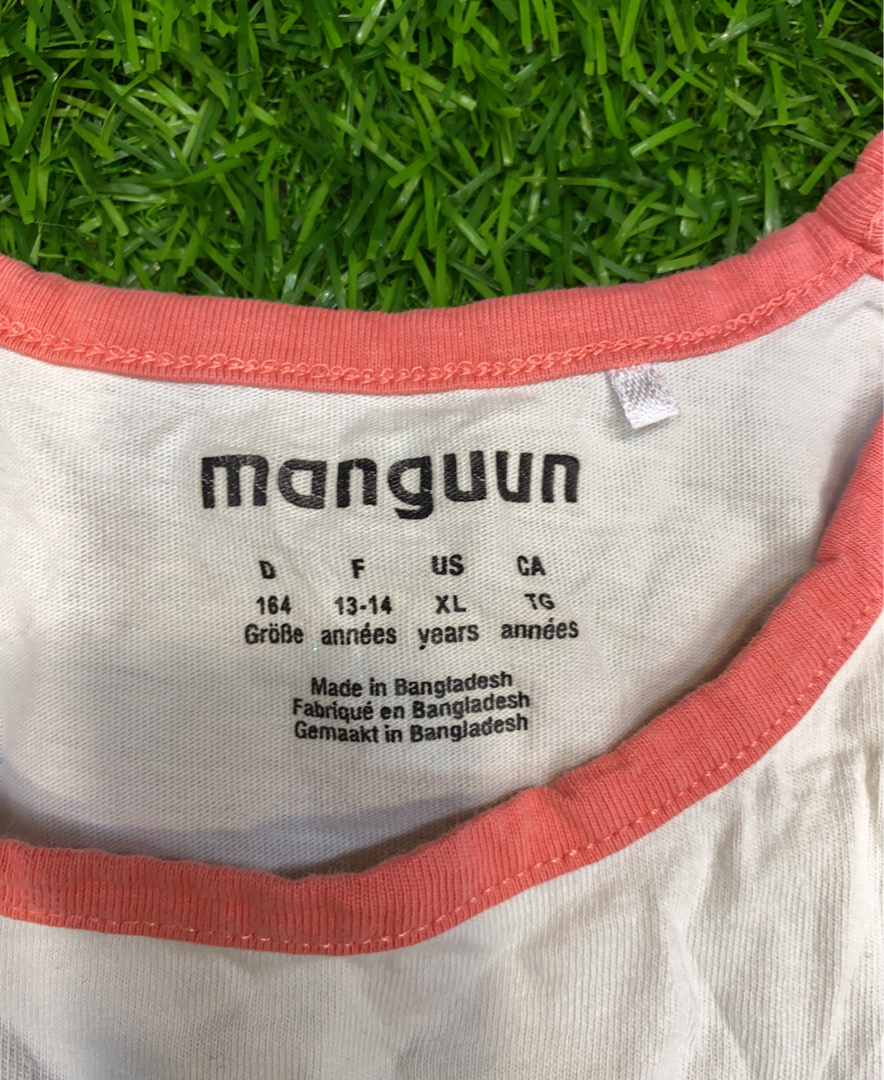 manguun
D F US CA
164 13-14 XL TG
Größe années years années
Made in Bangladesh
Fabriqué en Bangladesh
Gemaakt in Bangladesh